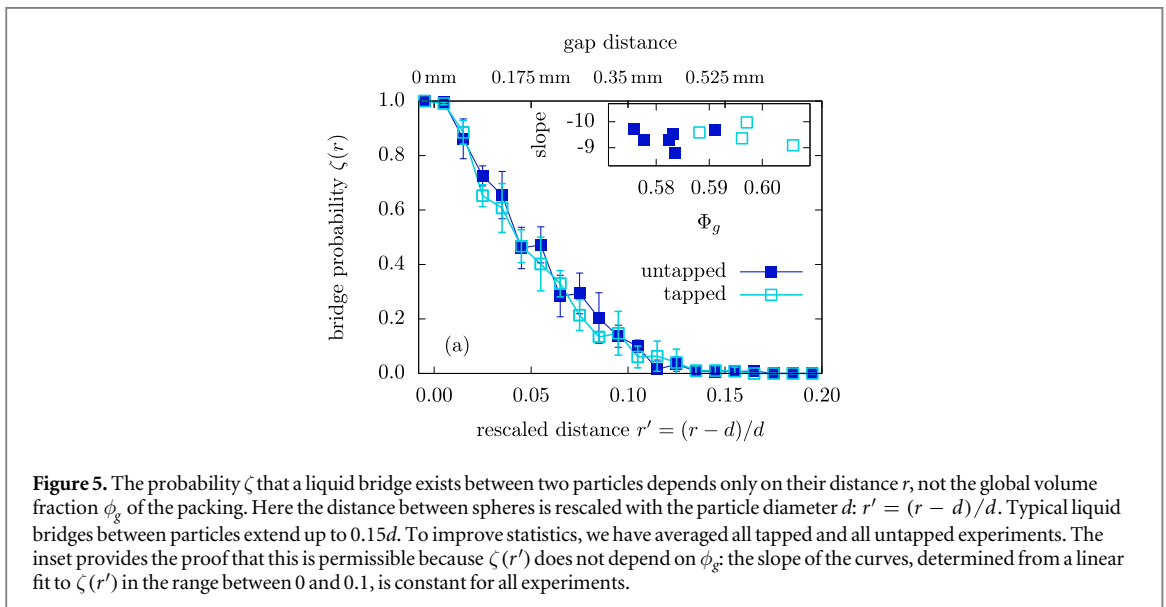 gap distance
0 mm 0.175 mm 0.35 mm 0.525 mm
1.0
0.8
0.6
0.4
0.2
0.0
bridge probability ζ(r)
slope
-10
-9
0.58 0.59 0.60
Φg
untapped
tapped
(a)
0.00 0.05 0.10 0.15 0.20
rescaled distance r′ = (r − d)/d
Figure 5. The probability ζ that a liquid bridge exists between two particles depends only on their distance r, not the global volume
fraction ϕg of the packing. Here the distance between spheres is rescaled with the particle diameter d: r′ = (r − d)/d. Typical liquid
bridges between particles extend up to 0.15d. To improve statistics, we have averaged all tapped and all untapped experiments. The
inset provides the proof that this is permissible because ζ(r′) does not depend on ϕg: the slope of the curves, determined from a linear
fit to ζ(r′) in the range between 0 and 0.1, is constant for all experiments.